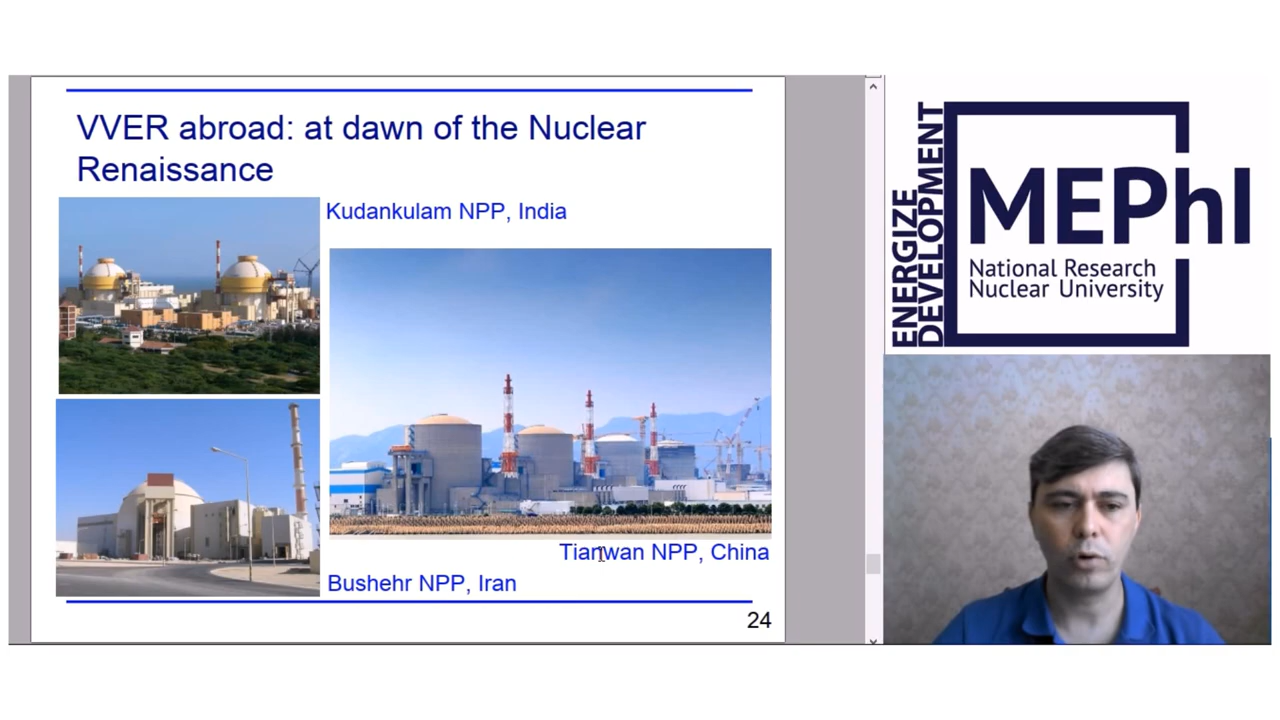 VVER abroad: at dawn of the Nuclear
Renaissance
Kudankulam NPP, India
Tianwan NPP, China
Bushehr NPP, Iran
24
ENERGIZE
DEVELOPMENT
MEPhI
National Research
Nuclear University